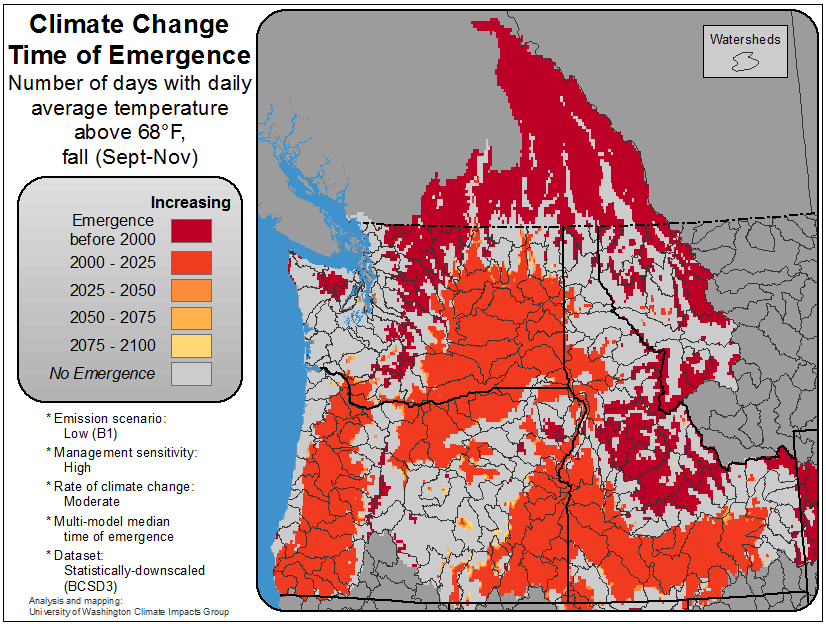 Climate Change
Time of Emergence
Number of days with daily
average temperature
above 68°F,
fall (Sept-Nov)
Increasing
Emergence
before 2000
2000 - 2025
2025 - 2050
2050 - 2075
2075 - 2100
No Emergence
* Emission scenario:
Low (B1)
* Management sensitivity:
High
* Rate of climate change:
Moderate
* Multi-model median
time of emergence
* Dataset:
Statistically-downscaled
(BCSD3)
Analysis and mapping:
University of Washington Climate Impacts Group
Watersheds